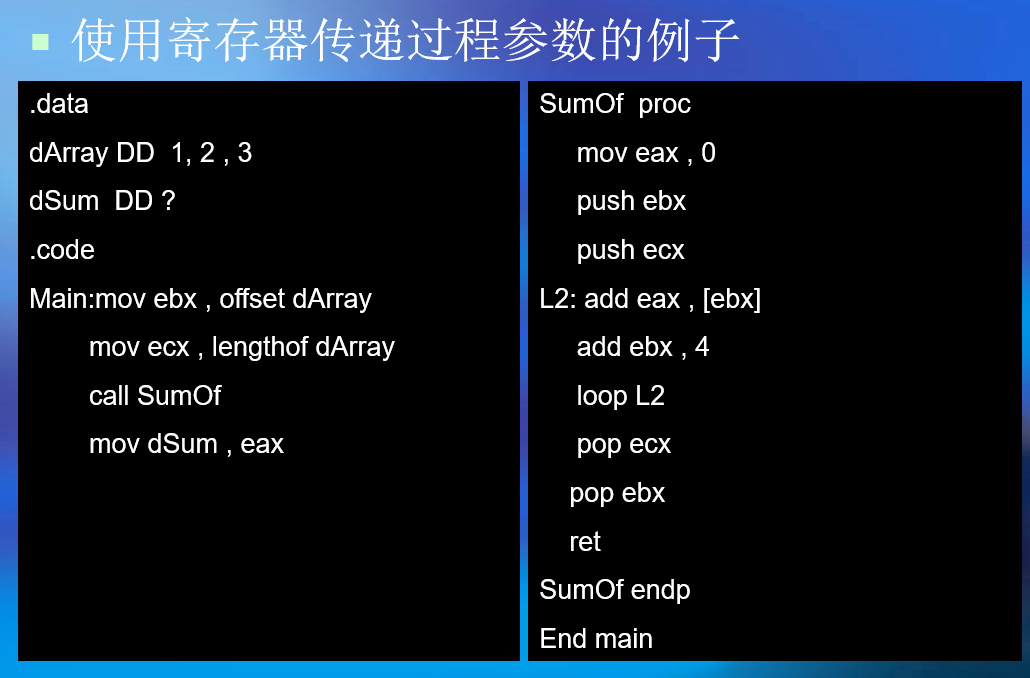 使用寄存器传递过程参数的例子
.data
dArray DD 1, 2 , 3
dSum DD ?
.code
Main:mov ebx , offset dArray
mov ecx , lengthof dArray
call SumOf
mov dSum , eax
SumOf proc
mov eax , 0
push ebx
push ecx
L2: add eax , [ebx]
add ebx , 4
loop L2
pop ecx
pop ebx
ret
SumOf endp
End main